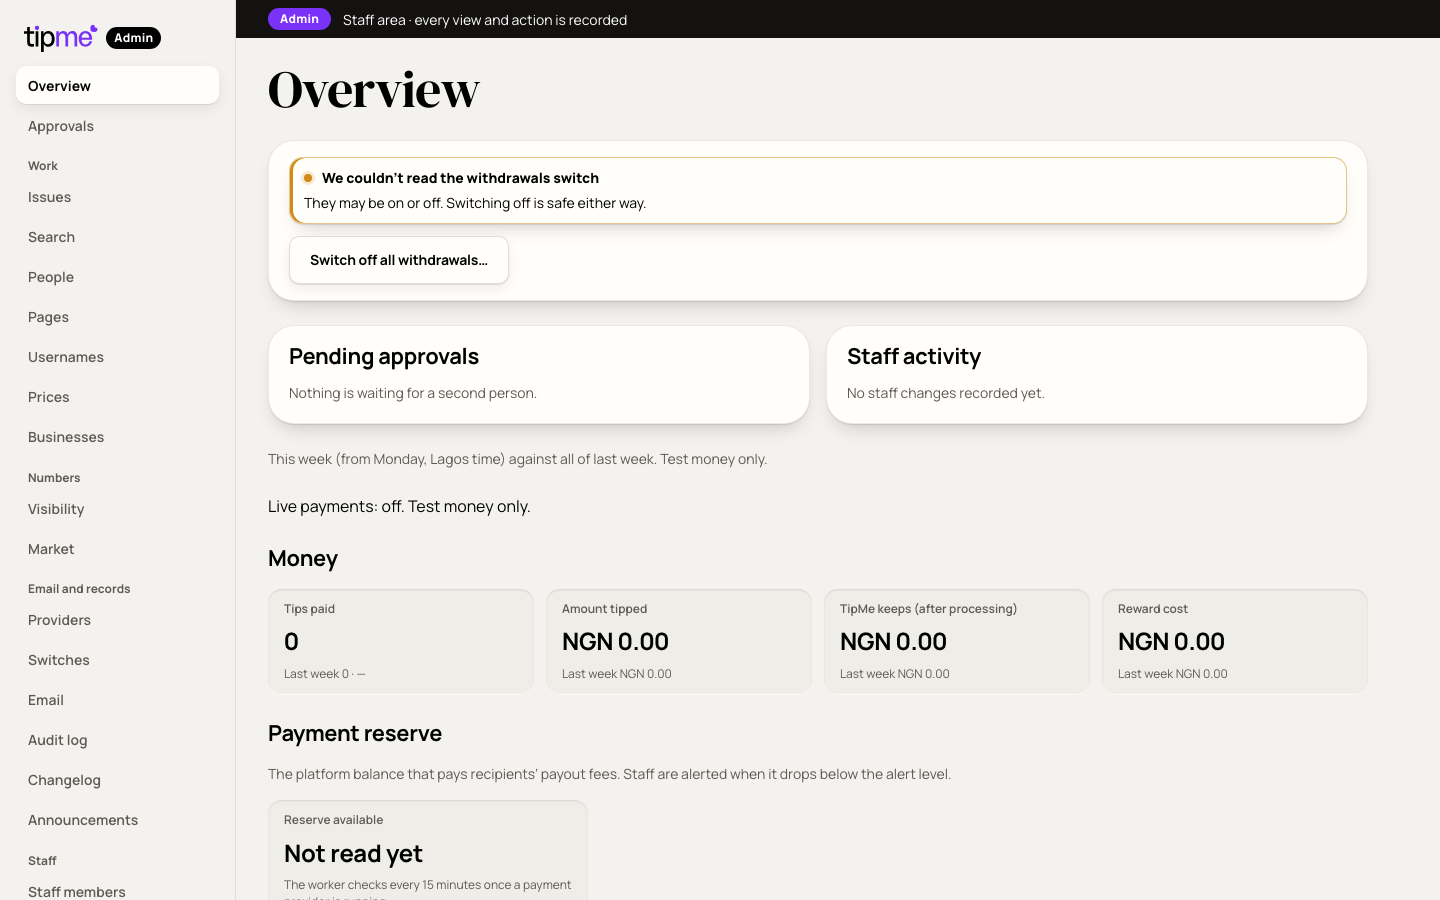 tipme Admin
Admin Staff area · every view and action is recorded
Overview
Approvals
Work
Issues
Search
People
Pages
Usernames
Prices
Businesses
Numbers
Visibility
Market
Email and records
Providers
Switches
Email
Audit log
Changelog
Announcements
Staff
Staff members
Overview
We couldn't read the withdrawals switch
They may be on or off. Switching off is safe either way.
Switch off all withdrawals...
Pending approvals
Nothing is waiting for a second person.
Staff activity
No staff changes recorded yet.
This week (from Monday, Lagos time) against all of last week. Test money only.
Live payments: off. Test money only.
Money
Tips paid
0
Last week 0 · —
Amount tipped
NGN 0.00
Last week NGN 0.00
TipMe keeps (after processing)
NGN 0.00
Last week NGN 0.00
Reward cost
NGN 0.00
Last week NGN 0.00
Payment reserve
The platform balance that pays recipients' payout fees. Staff are alerted when it drops below the alert level.
Reserve available
Not read yet
The worker checks every 15 minutes once a payment